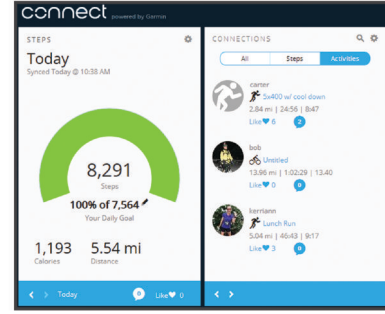 connect powered by Garmin
STEPS
Today
Synced Today @ 10:38 AM
8,291
Steps
100% of 7,564
Your Daily Goal
1,193
Calories
5.54 mi
Distance
< > Today 0 Like 0
CONNECTIONS
All Steps Activities
carter
5x400 w/ cool down
2.84 mi | 24:56 | 8:47
Like 6 2
bob
Untitled
13.96 mi | 1:02:29 | 13.40
Like 0 0
kerriann
Lunch Run
5.04 mi | 46:43 | 9:17
Like 3 0
< >